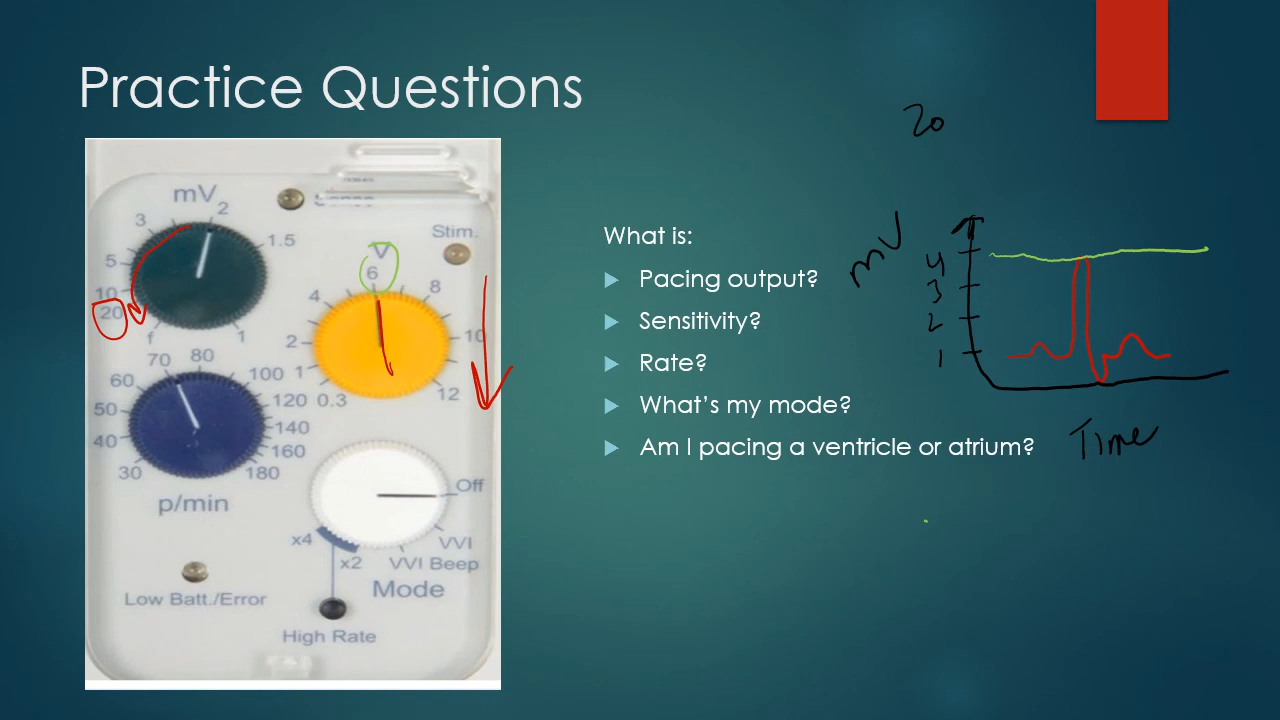 Practice Questions
20
mV
3
2
1.5
5
10
20
f
1
Sense
Stim.
V
6
4
8
2
10
1
0.3
12
70
80
60
100
50
120
40
140
160
30
180
p/min
Off
VVI
VVI Beep
x4
x2
Mode
Low Batt./Error
High Rate
What is:
Pacing output?
Sensitivity?
Rate?
What's my mode?
Am I pacing a ventricle or atrium?
mV
4
3
2
1
Time